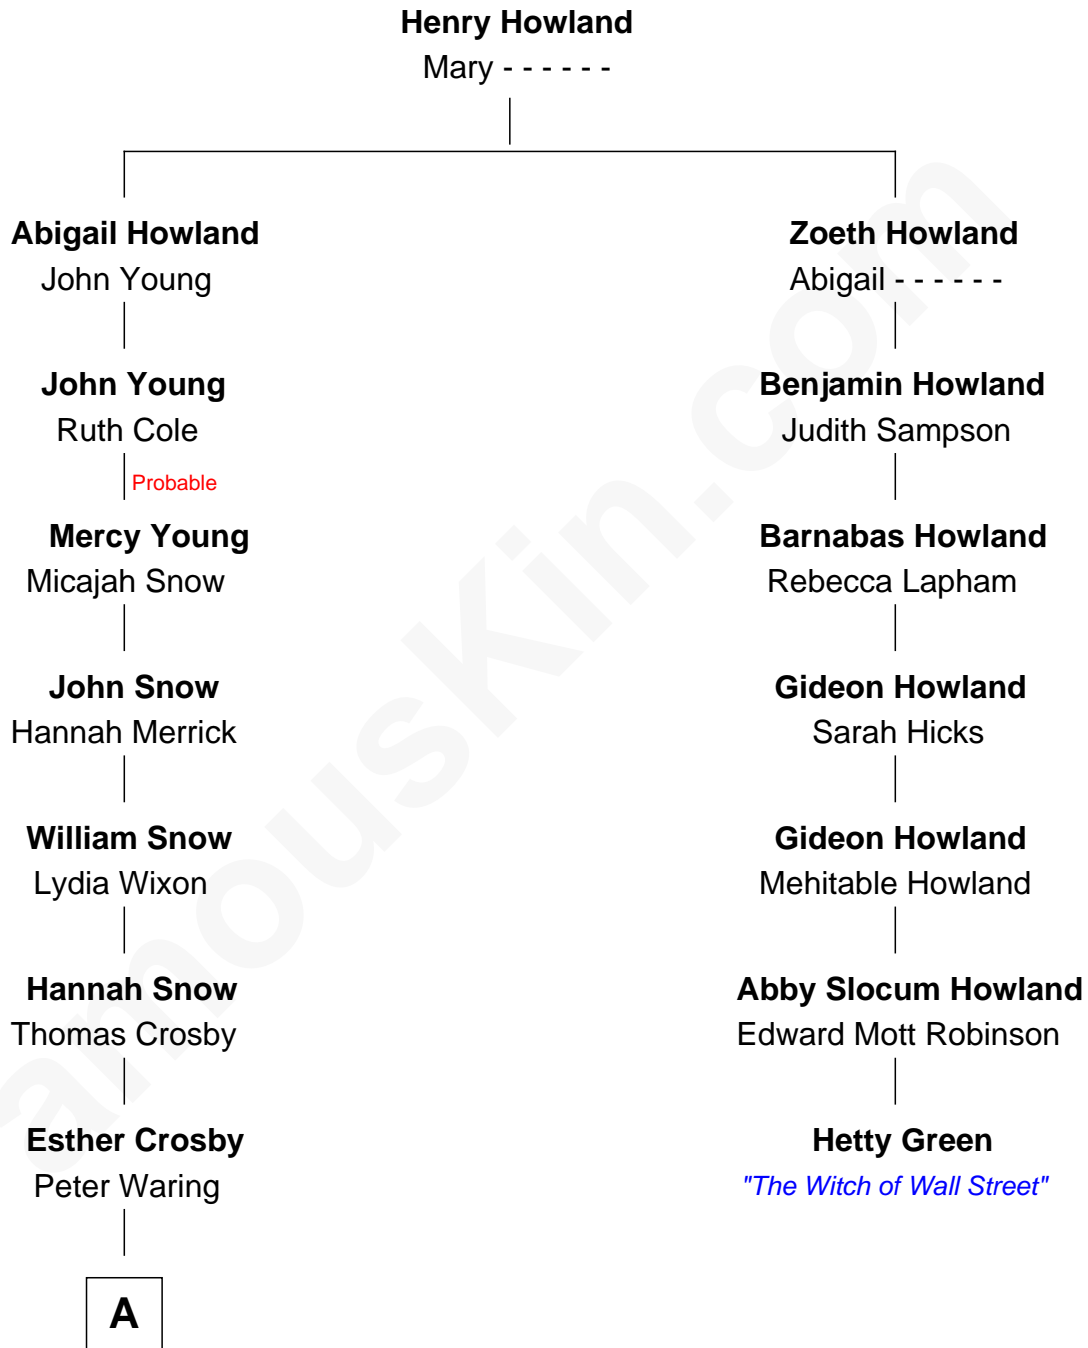 Henry Howland
Mary - - - - - -
Abigail Howland
John Young
Zoeth Howland
Abigail - - - - - -
John Young
Ruth Cole
Benjamin Howland
Judith Sampson
Probable
Mercy Young
Micajah Snow
Barnabas Howland
Rebecca Lapham
John Snow
Hannah Merrick
Gideon Howland
Sarah Hicks
William Snow
Lydia Wixon
Gideon Howland
Mehitable Howland
Hannah Snow
Thomas Crosby
Abby Slocum Howland
Edward Mott Robinson
Esther Crosby
Peter Waring
Hetty Green
"The Witch of Wall Street"
A
amousKin.com